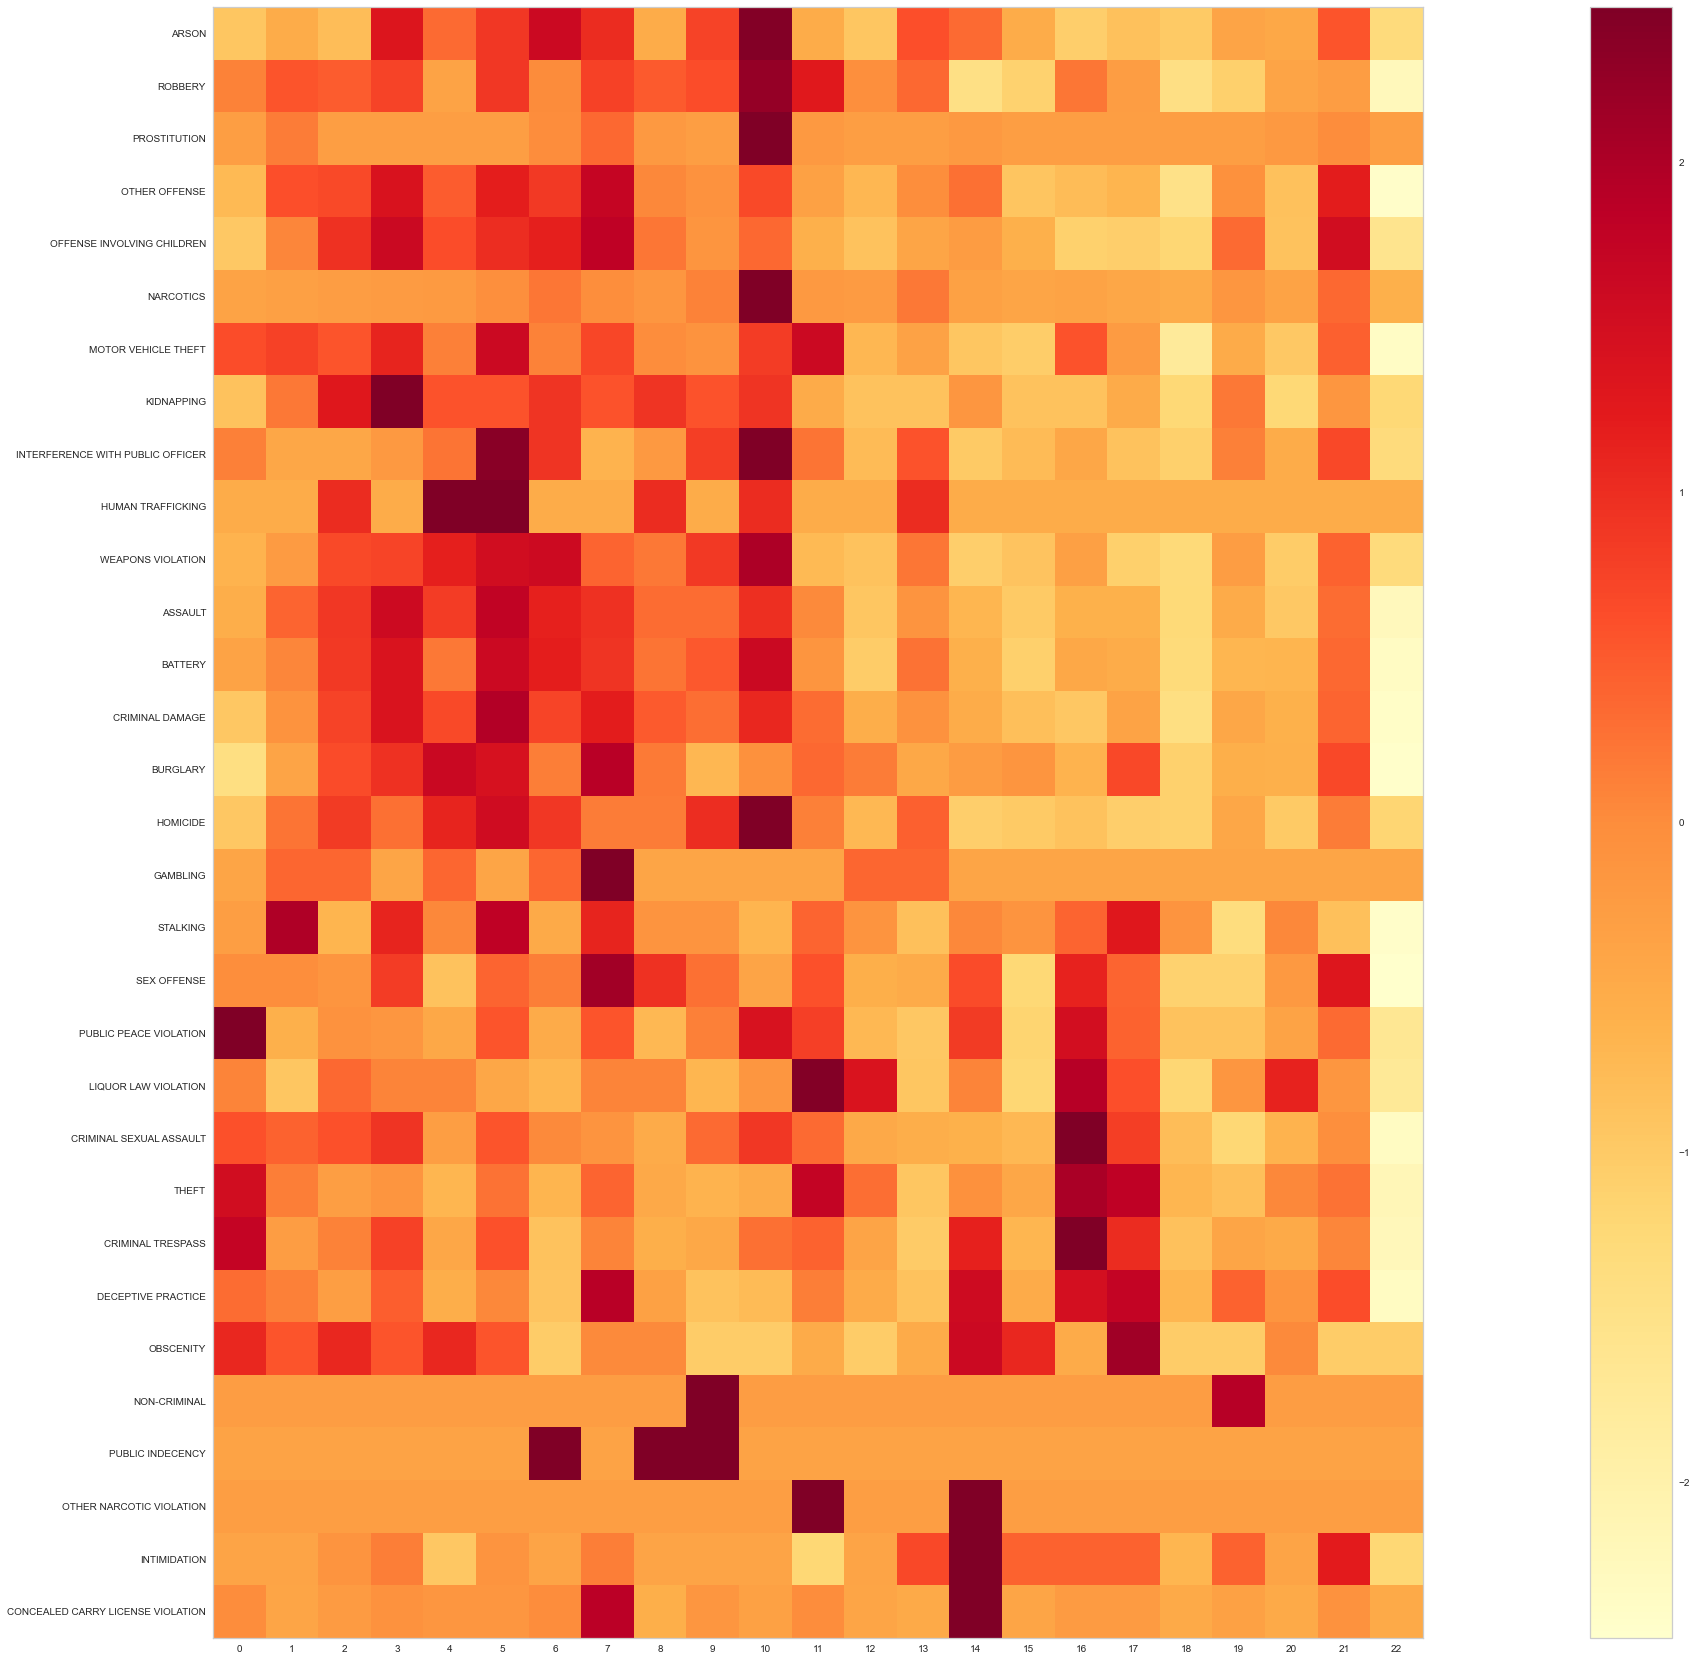 ARSON
ROBBERY
PROSTITUTION
OTHER OFFENSE
OFFENSE INVOLVING CHILDREN
NARCOTICS
MOTOR VEHICLE THEFT
KIDNAPPING
INTERFERENCE WITH PUBLIC OFFICER
HUMAN TRAFFICKING
WEAPONS VIOLATION
ASSAULT
BATTERY
CRIMINAL DAMAGE
BURGLARY
HOMICIDE
GAMBLING
STALKING
SEX OFFENSE
PUBLIC PEACE VIOLATION
LIQUOR LAW VIOLATION
CRIMINAL SEXUAL ASSAULT
THEFT
CRIMINAL TRESPASS
DECEPTIVE PRACTICE
OBSCENITY
NON-CRIMINAL
PUBLIC INDECENCY
OTHER NARCOTIC VIOLATION
INTIMIDATION
CONCEALED CARRY LICENSE VIOLATION
0 1 2 3 4 5 6 7 8 9 10 11 12 13 14 15 16 17 18 19 20 21 22
2
1
0
−1
−2